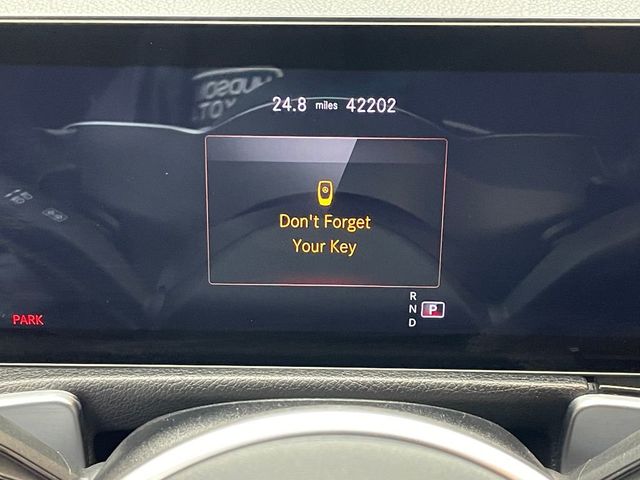 24.8 miles 42202
Don't Forget
Your Key
R
N P
D
PARK